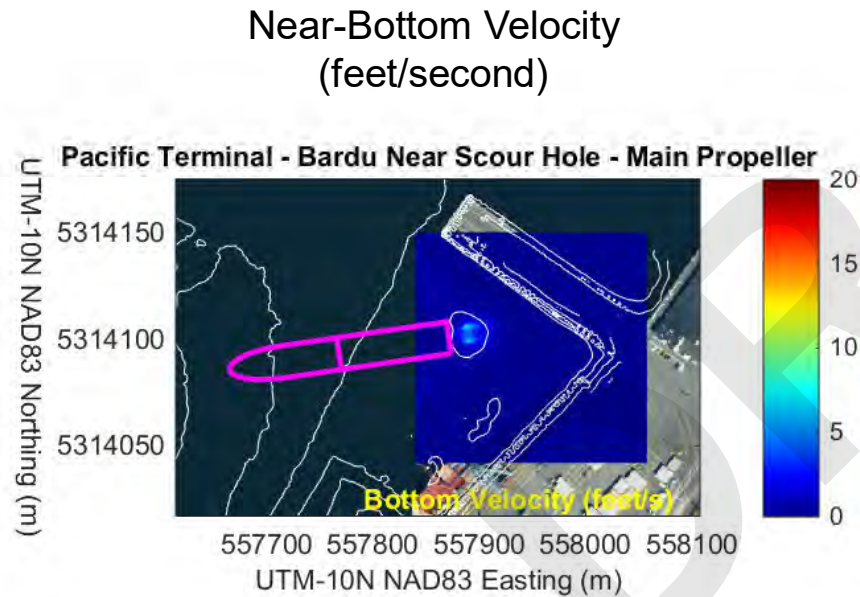 Near-Bottom Velocity
(feet/second)
Pacific Terminal - Bardu Near Scour Hole - Main Propeller
UTM-10N NAD83 Northing (m)
5314150
5314100
5314050
20
15
10
5
0
Bottom Velocity (feet/s)
557700 557800 557900 558000 558100
UTM-10N NAD83 Easting (m)